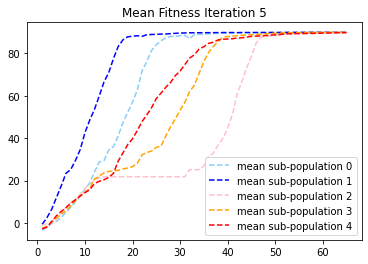 Mean Fitness Iteration 5
80
60
40
20
0
mean sub-population 0
mean sub-population 1
mean sub-population 2
mean sub-population 3
mean sub-population 4
0 10 20 30 40 50 60